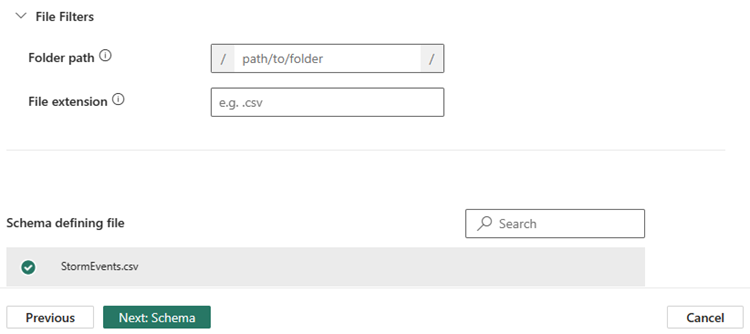 File Filters
Folder path
/ path/to/folder /
File extension
e.g. .csv
Schema defining file
Search
StormEvents.csv
Previous
Next: Schema
Cancel